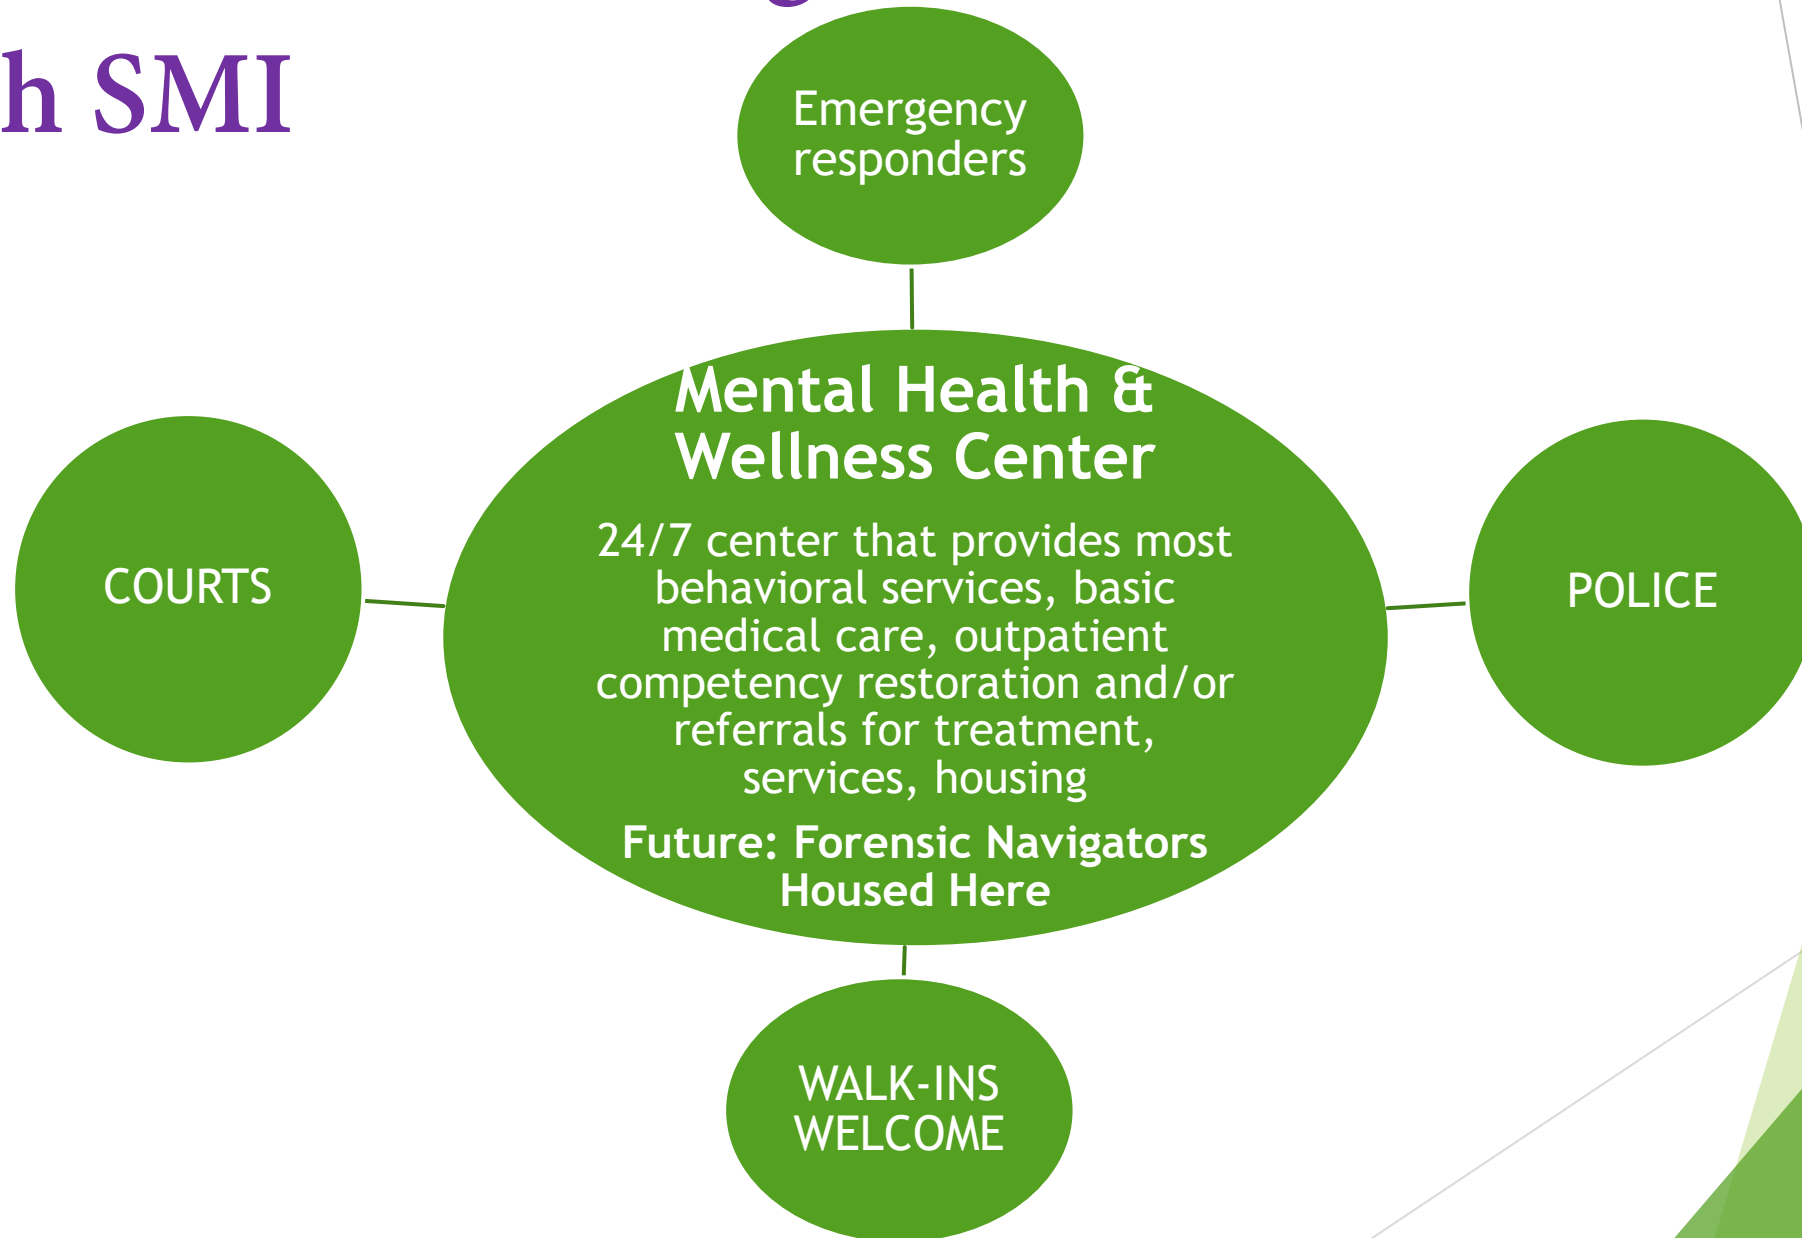 h SMI
Emergency
responders
Mental Health &
Wellness Center
24/7 center that provides most
behavioral services, basic
medical care, outpatient
competency restoration and/or
referrals for treatment,
services, housing
Future: Forensic Navigators
Housed Here
COURTS
POLICE
WALK-INS
WELCOME